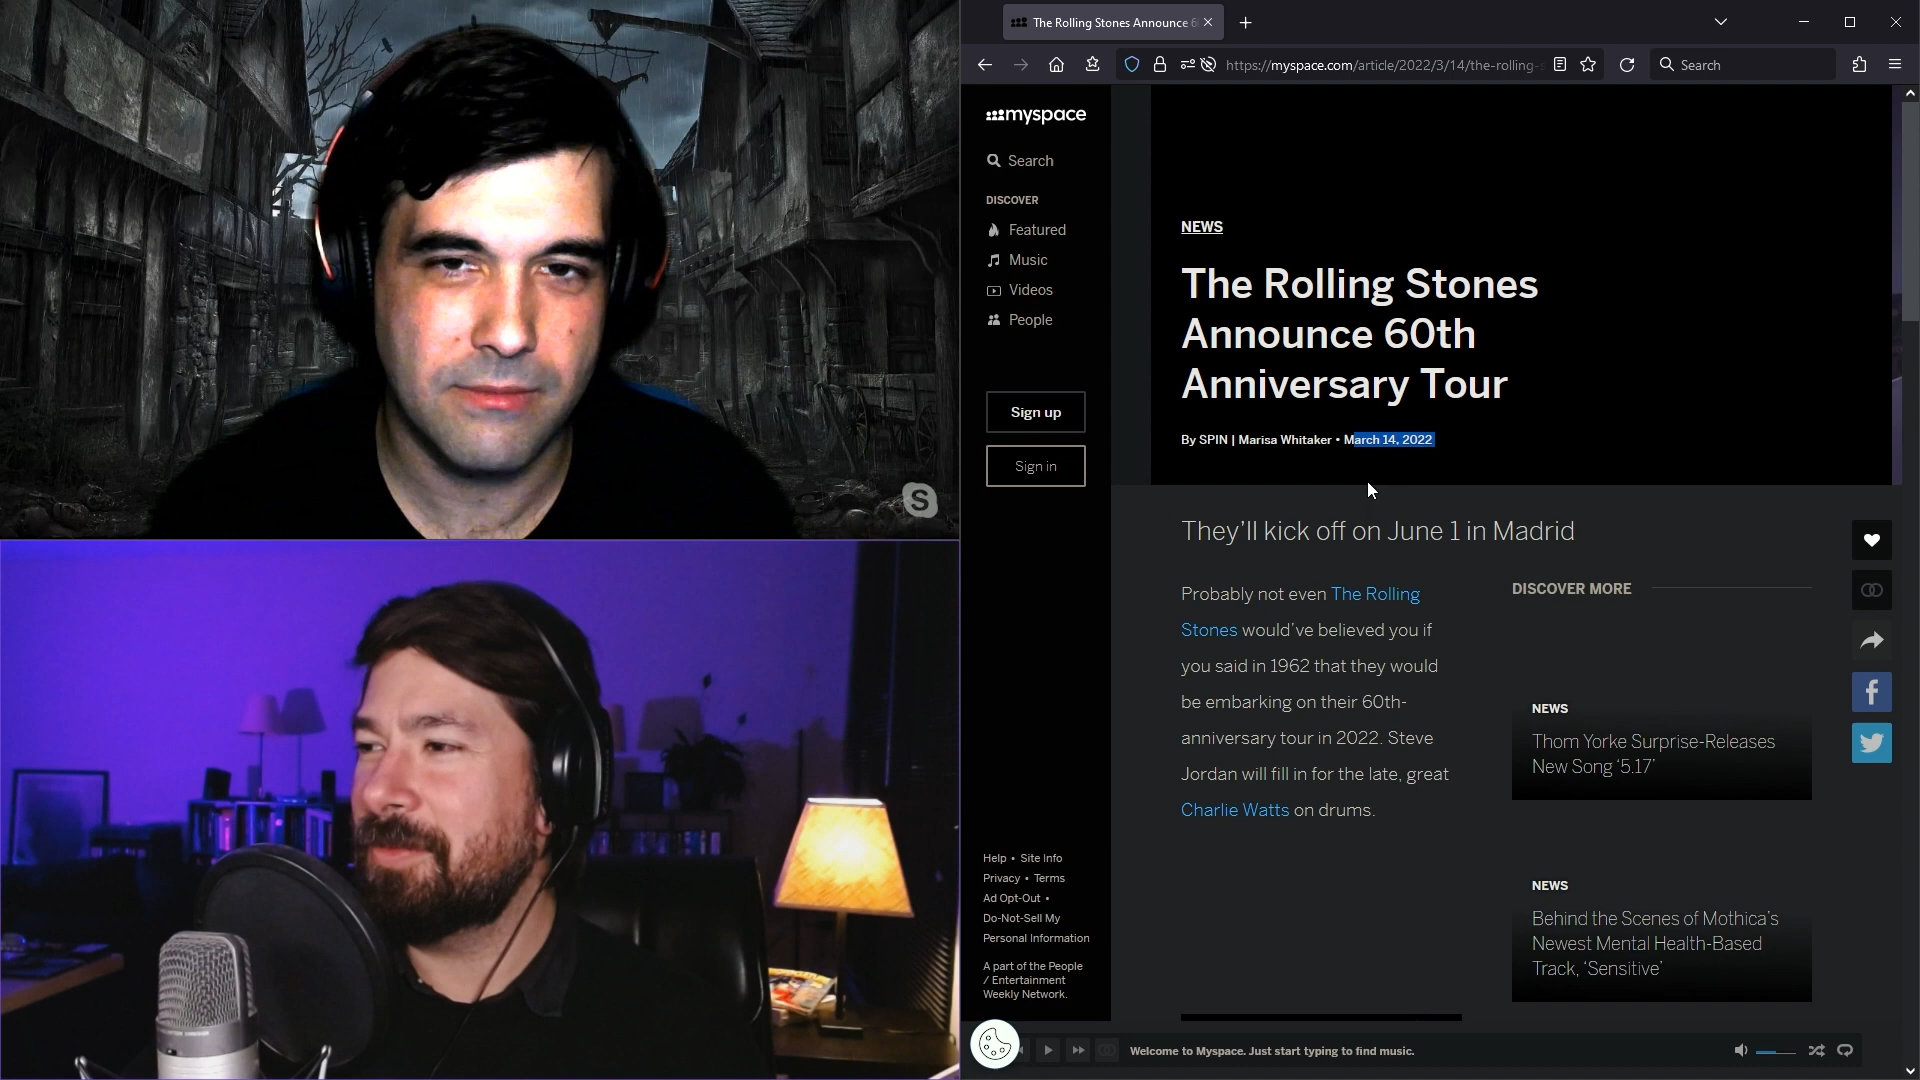 The Rolling Stones Announce 6
https://myspace.com/article/2022/3/14/the-rolling-s
Search
myspace
Search
DISCOVER
Featured
Music
Videos
People
Sign up
Sign in
NEWS
The Rolling Stones
Announce 60th
Anniversary Tour
By SPIN | Marisa Whitaker • March 14, 2022
They'll kick off on June 1 in Madrid
Probably not even The Rolling
Stones would've believed you if
you said in 1962 that they would
be embarking on their 60th-
anniversary tour in 2022. Steve
Jordan will fill in for the late, great
Charlie Watts on drums.
DISCOVER MORE
NEWS
Thom Yorke Surprise-Releases
New Song '5.17'
NEWS
Behind the Scenes of Mothica's
Newest Mental Health-Based
Track, 'Sensitive'
Help • Site Info
Privacy • Terms
Ad Opt-Out •
Do-Not-Sell My
Personal Information
A part of the People
/ Entertainment
Weekly Network.
Welcome to Myspace. Just start typing to find music.